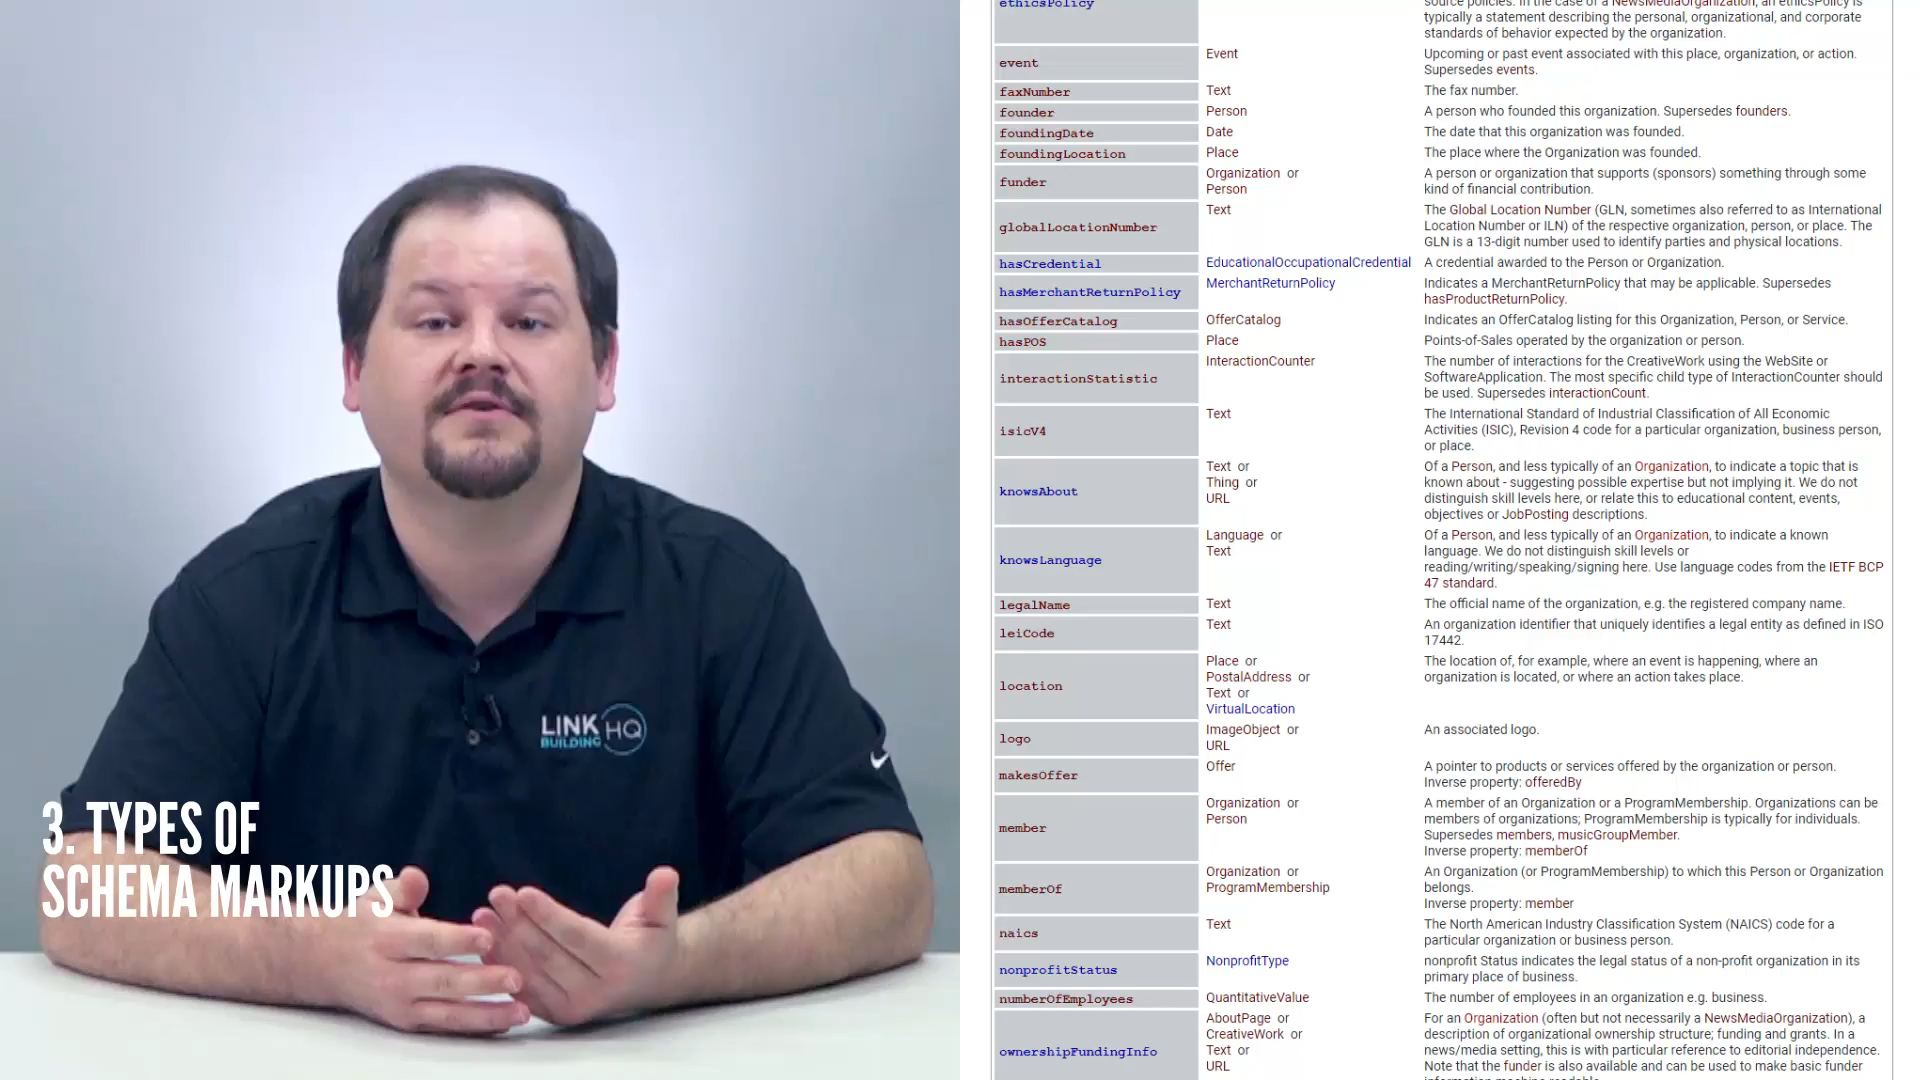 LINK
BUILDING
HQ
3. TYPES OF
SCHEMA MARKUPS
ethicsPolicy
source policies. In the case of a NewsMediaOrganization, an ethicsPolicy is
typically a statement describing the personal, organizational, and corporate
standards of behavior expected by the organization.
event
Event
Upcoming or past event associated with this place, organization, or action.
Supersedes events.
faxNumber
Text
The fax number.
founder
Person
A person who founded this organization. Supersedes founders.
foundingDate
Date
The date that this organization was founded.
foundingLocation
Place
The place where the Organization was founded.
funder
Organization or
Person
A person or organization that supports (sponsors) something through some
kind of financial contribution.
globalLocationNumber
Text
The Global Location Number (GLN, sometimes also referred to as International
Location Number or ILN) of the respective organization, person, or place. The
GLN is a 13-digit number used to identify parties and physical locations.
hasCredential
EducationalOccupationalCredential
A credential awarded to the Person or Organization.
hasMerchantReturnPolicy
MerchantReturnPolicy
Indicates a MerchantReturnPolicy that may be applicable. Supersedes
hasProductReturnPolicy.
hasOfferCatalog
OfferCatalog
Indicates an OfferCatalog listing for this Organization, Person, or Service.
hasPOS
Place
Points-of-Sales operated by the organization or person.
interactionStatistic
InteractionCounter
The number of interactions for the CreativeWork using the WebSite or
SoftwareApplication. The most specific child type of InteractionCounter should
be used. Supersedes interactionCount.
isicV4
Text
The International Standard of Industrial Classification of All Economic
Activities (ISIC), Revision 4 code for a particular organization, business person,
or place.
knowsAbout
Text or
Thing or
URL
Of a Person, and less typically of an Organization, to indicate a topic that is
known about - suggesting possible expertise but not implying it. We do not
distinguish skill levels here, or relate this to educational content, events,
objectives or JobPosting descriptions.
knowsLanguage
Language or
Text
Of a Person, and less typically of an Organization, to indicate a known
language. We do not distinguish skill levels or
reading/writing/speaking/signing here. Use language codes from the IETF BCP
47 standard.
legalName
Text
The official name of the organization, e.g. the registered company name.
leiCode
Text
An organization identifier that uniquely identifies a legal entity as defined in ISO
17442.
location
Place or
PostalAddress or
Text or
VirtualLocation
The location of, for example, where an event is happening, where an
organization is located, or where an action takes place.
logo
ImageObject or
URL
An associated logo.
makesOffer
Offer
A pointer to products or services offered by the organization or person.
Inverse property: offeredBy
member
Organization or
Person
A member of an Organization or a ProgramMembership. Organizations can be
members of organizations; ProgramMembership is typically for individuals.
Supersedes members, musicGroupMember.
Inverse property: memberOf
memberOf
Organization or
ProgramMembership
An Organization (or ProgramMembership) to which this Person or Organization
belongs.
Inverse property: member
naics
Text
The North American Industry Classification System (NAICS) code for a
particular organization or business person.
nonprofitStatus
NonprofitType
nonprofit Status indicates the legal status of a non-profit organization in its
primary place of business.
numberOfEmployees
QuantitativeValue
The number of employees in an organization e.g. business.
ownershipFundingInfo
AboutPage or
CreativeWork or
Text or
URL
For an Organization (often but not necessarily a NewsMediaOrganization), a
description of organizational ownership structure; funding and grants. In a
news/media setting, this is with particular reference to editorial independence.
Note that the funder is also available and can be used to make basic funder